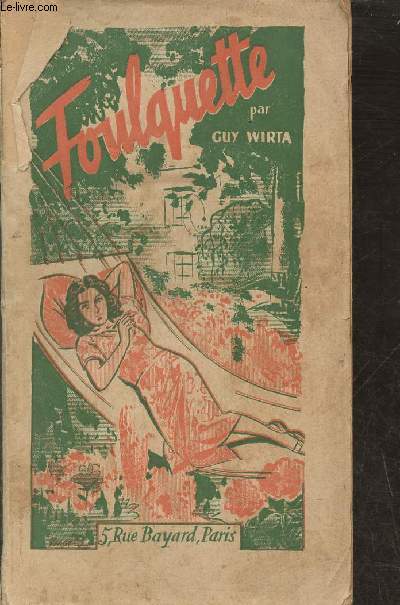 Le-livre.com
Foulquette
par
GUY WIRTA
5, Rue Bayard, Paris